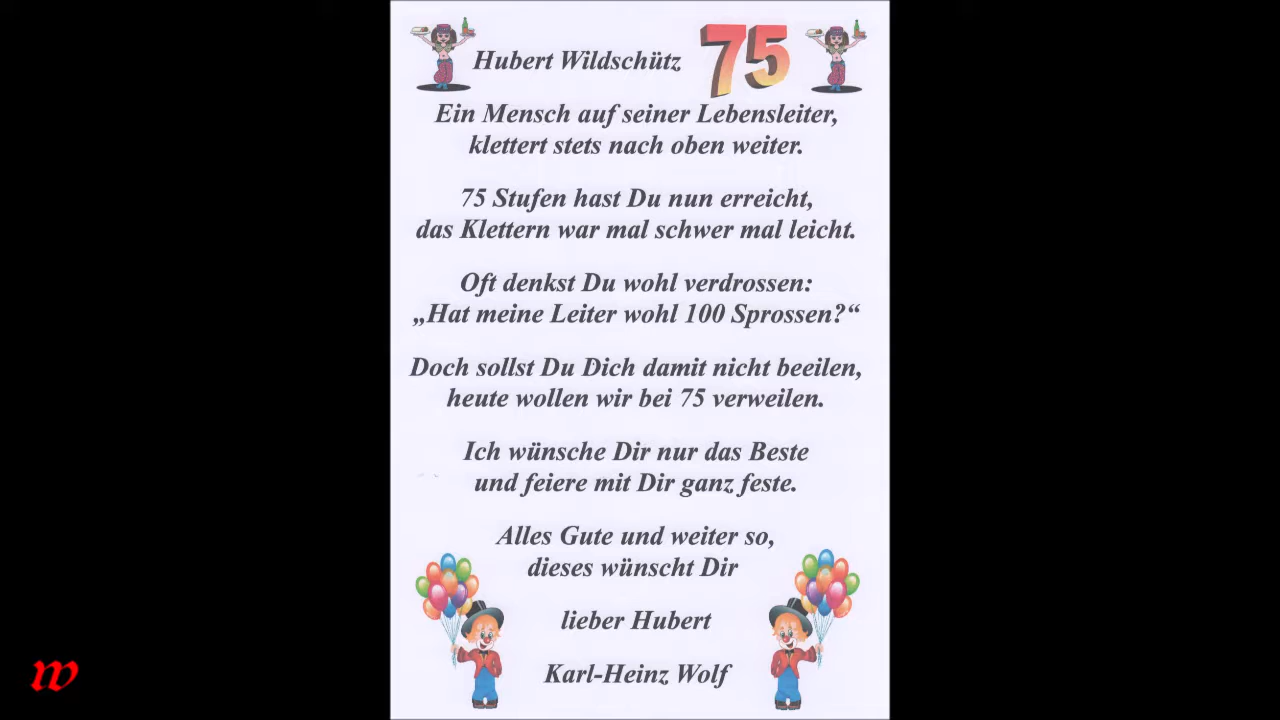 Hubert Wildschütz 75
Ein Mensch auf seiner Lebensleiter,
klettert stets nach oben weiter.
75 Stufen hast Du nun erreicht,
das Klettern war mal schwer mal leicht.
Oft denkst Du wohl verdrossen:
„Hat meine Leiter wohl 100 Sprossen?“
Doch sollst Du Dich damit nicht beeilen,
heute wollen wir bei 75 verweilen.
Ich wünsche Dir nur das Beste
und feiere mit Dir ganz feste.
Alles Gute und weiter so,
dieses wünscht Dir
lieber Hubert
Karl-Heinz Wolf
w